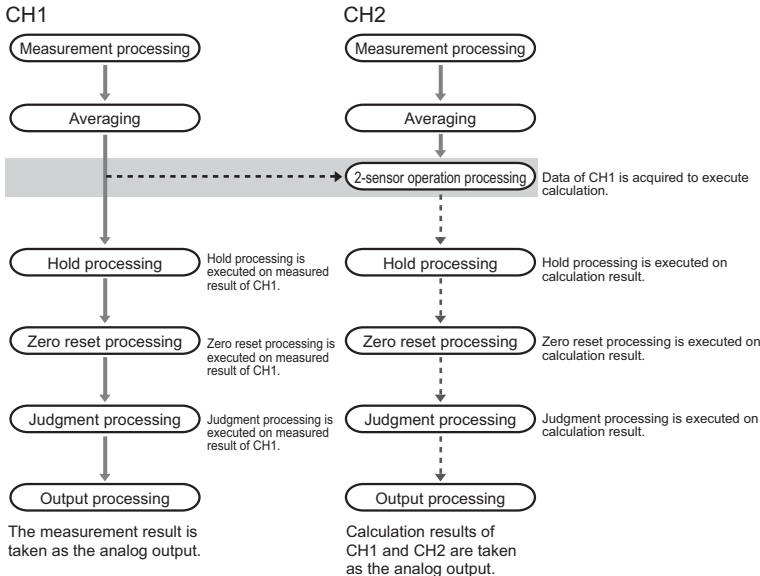 CH1
CH2
Measurement processing
Measurement processing
Averaging
Averaging
2-sensor operation processing
Data of CH1 is acquired to execute
calculation.
Hold processing
Hold processing is
executed on measured
result of CH1.
Hold processing
Hold processing is executed on
calculation result.
Zero reset processing
Zero reset processing is
executed on measured
result of CH1.
Zero reset processing
Zero reset processing is executed on
calculation result.
Judgment processing
Judgment processing is
executed on measured
result of CH1.
Judgment processing
Judgment processing is executed on
calculation result.
Output processing
Output processing
The measurement result is
taken as the analog output.
Calculation results of
CH1 and CH2 are taken
as the analog output.